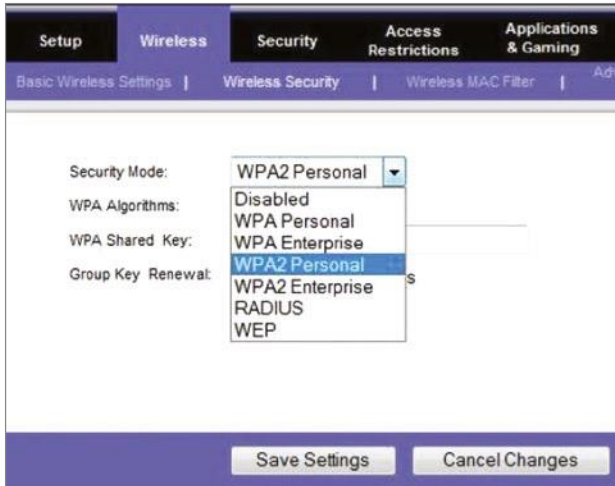 Setup Wireless Security Access Restrictions Applications & Gaming
Basic Wireless Settings | Wireless Security | Wireless MAC Filter |
Security Mode: WPA2 Personal
WPA Algorithms:
WPA Shared Key:
Group Key Renewal: s
Disabled
WPA Personal
WPA Enterprise
WPA2 Personal
WPA2 Enterprise
RADIUS
WEP
Save Settings Cancel Changes